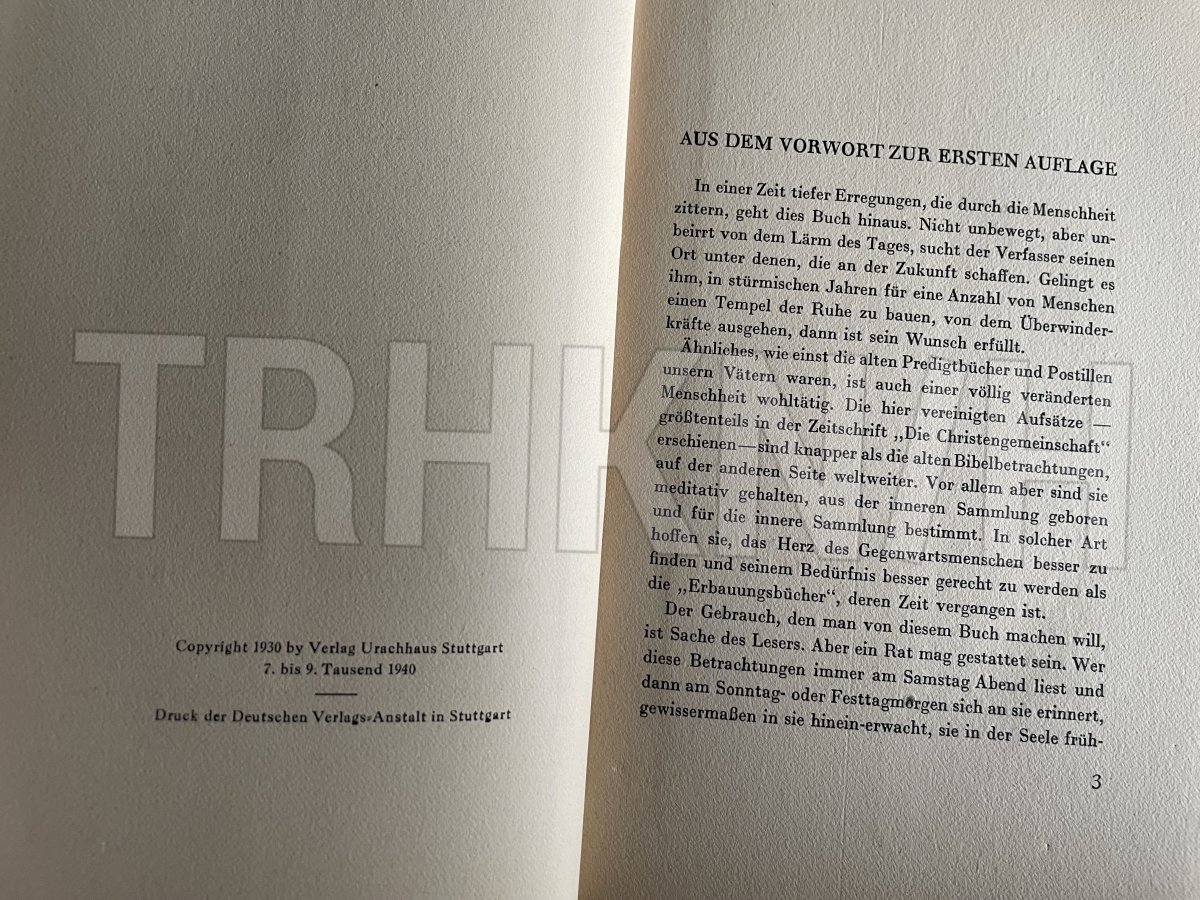 Copyright 1930 by Verlag Urachhaus Stuttgart
7. bis 9. Tausend 1940
Druck der Deutschen Verlags-Anstalt in Stuttgart
AUS DEM VORWORT ZUR ERSTEN AUFLAGE
In einer Zeit tiefer Erregungen, die durch die Menschheit
zittern, geht dies Buch hinaus. Nicht unbewegt, aber un-
beirrt von dem Lärm des Tages, sucht der Verfasser seinen
Ort unter denen, die an der Zukunft schaffen. Gelingt es
ihm, in stürmischen Jahren für eine Anzahl von Menschen
einen Tempel der Ruhe zu bauen, von dem Überwinder-
kräfte ausgehen, dann ist sein Wunsch erfüllt.
Ähnliches, wie einst die alten Predigtbücher und Postillen
unsern Vätern waren, ist auch einer völlig veränderten
Menschheit wohltätig. Die hier vereinigten Aufsätze —
größtenteils in der Zeitschrift „Die Christengemeinschaft“
erschienen — sind knapper als die alten Bibelbetrachtungen,
auf der anderen Seite weltweiter. Vor allem aber sind sie
meditativ gehalten, aus der inneren Sammlung geboren
und für die innere Sammlung bestimmt. In solcher Art
hoffen sie, das Herz des Gegenwartsmenschen besser zu
finden und seinem Bedürfnis besser gerecht zu werden als
die „Erbauungsbücher“, deren Zeit vergangen ist.
Der Gebrauch, den man von diesem Buch machen will,
ist Sache des Lesers. Aber ein Rat mag gestattet sein. Wer
diese Betrachtungen immer am Samstag Abend liest und
dann am Sonntag- oder Festtagmorgen sich an sie erinnert,
gewissermaßen in sie hinein-erwacht, sie in der Seele früh-
3